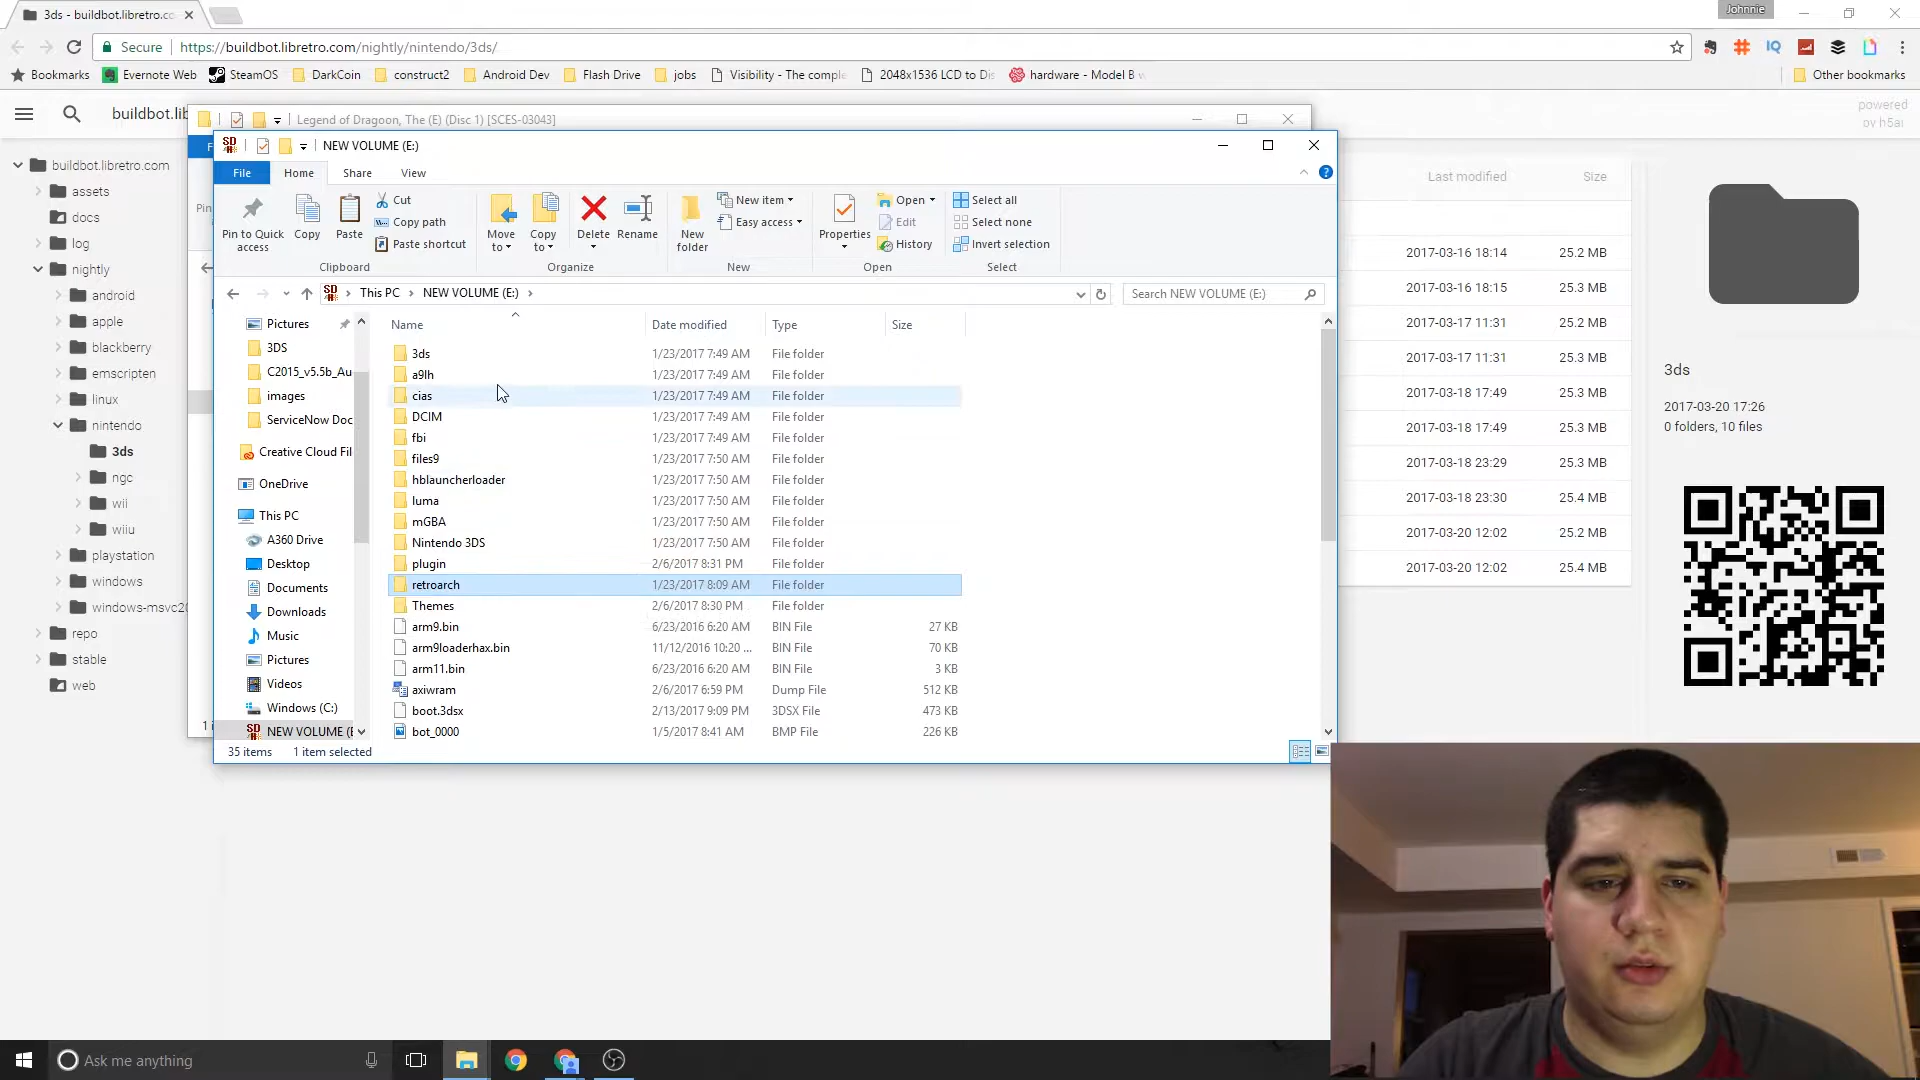 3ds - buildbot.libretro.co
Johnnie
Secure
https://buildbot.libretro.com/nightly/nintendo/3ds/
Bookmarks
Evernote Web
SteamOS
DarkCoin
construct2
Android Dev
Flash Drive
jobs
Visibility - The comple
2048x1536 LCD to Dis
hardware - Model B
Other bookmarks
buildbot.lib
powered
by h5ai
Legend of Dragoon, The (E) (Disc 1) [SCES-03043]
NEW VOLUME (E:)
File
Home
Share
View
Pin to Quick access
Copy
Paste
Cut
Copy path
Paste shortcut
Move to
Copy to
Delete
Rename
New folder
New item
Easy access
Properties
Open
Edit
History
Select all
Select none
Invert selection
Clipboard
Organize
New
Open
Select
This PC
NEW VOLUME (E:)
Search NEW VOLUME (E:)
buildbot.libretro.com
assets
docs
log
nightly
android
apple
blackberry
emscripten
linux
nintendo
3ds
ngc
wii
wiiu
playstation
windows
windows-msvc20
repo
stable
web
Pictures
3DS
C2015_v5.5b_Au
images
ServiceNow Doc
Creative Cloud Fil
OneDrive
This PC
A360 Drive
Desktop
Documents
Downloads
Music
Pictures
Videos
Windows (C:)
NEW VOLUME (E
Name Date modified Type Size
3ds 1/23/2017 7:49 AM File folder
a9lh 1/23/2017 7:49 AM File folder
cias 1/23/2017 7:49 AM File folder
DCIM 1/23/2017 7:49 AM File folder
fbi 1/23/2017 7:49 AM File folder
files9 1/23/2017 7:50 AM File folder
hblauncherloader 1/23/2017 7:50 AM File folder
luma 1/23/2017 7:50 AM File folder
mGBA 1/23/2017 7:50 AM File folder
Nintendo 3DS 1/23/2017 7:50 AM File folder
plugin 2/6/2017 8:31 PM File folder
retroarch 1/23/2017 8:09 AM File folder
Themes 2/6/2017 8:30 PM File folder
arm9.bin 6/23/2016 6:20 AM BIN File 27 KB
arm9loaderhax.bin 11/12/2016 10:20 ... BIN File 70 KB
arm11.bin 6/23/2016 6:20 AM BIN File 3 KB
axiwram 2/6/2017 6:59 PM Dump File 512 KB
boot.3dsx 2/13/2017 9:09 PM 3DSX File 473 KB
bot_0000 1/5/2017 8:41 AM BMP File 226 KB
35 items 1 item selected
Last modified Size
2017-03-16 18:14 25.2 MB
2017-03-16 18:15 25.3 MB
2017-03-17 11:31 25.2 MB
2017-03-17 11:31 25.3 MB
2017-03-18 17:49 25.3 MB
2017-03-18 17:49 25.3 MB
2017-03-18 23:29 25.3 MB
2017-03-18 23:30 25.4 MB
2017-03-20 12:02 25.2 MB
2017-03-20 12:02 25.4 MB
3ds
2017-03-20 17:26
0 folders, 10 files
Ask me anything